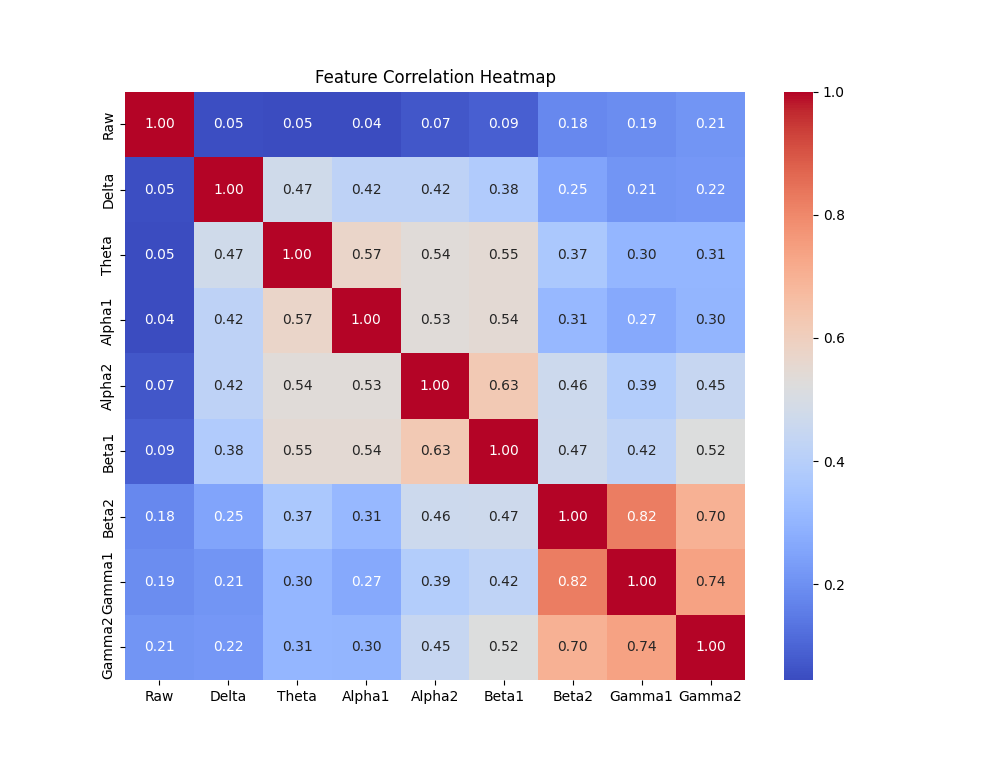 Feature Correlation Heatmap
Raw 1.00 0.05 0.05 0.04 0.07 0.09 0.18 0.19 0.21
Delta 0.05 1.00 0.47 0.42 0.42 0.38 0.25 0.21 0.22
Theta 0.05 0.47 1.00 0.57 0.54 0.55 0.37 0.30 0.31
Alpha1 0.04 0.42 0.57 1.00 0.53 0.54 0.31 0.27 0.30
Alpha2 0.07 0.42 0.54 0.53 1.00 0.63 0.46 0.39 0.45
Beta1 0.09 0.38 0.55 0.54 0.63 1.00 0.47 0.42 0.52
Beta2 0.18 0.25 0.37 0.31 0.46 0.47 1.00 0.82 0.70
Gamma1 0.19 0.21 0.30 0.27 0.39 0.42 0.82 1.00 0.74
Gamma2 0.21 0.22 0.31 0.30 0.45 0.52 0.70 0.74 1.00
Raw Delta Theta Alpha1 Alpha2 Beta1 Beta2 Gamma1 Gamma2
1.0
0.8
0.6
0.4
0.2